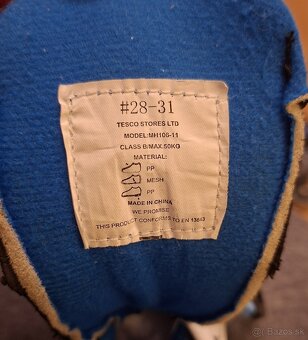 #28-31
TESCO STORES LTD
MODEL:MH106-11
CLASS B/MAX.50KG
MATERIAL:
PP
MESH
PP
MADE IN CHINA
WE PROMISE
THIS PRODUCT CONFORMS TO EN 13843
Bazos.sk